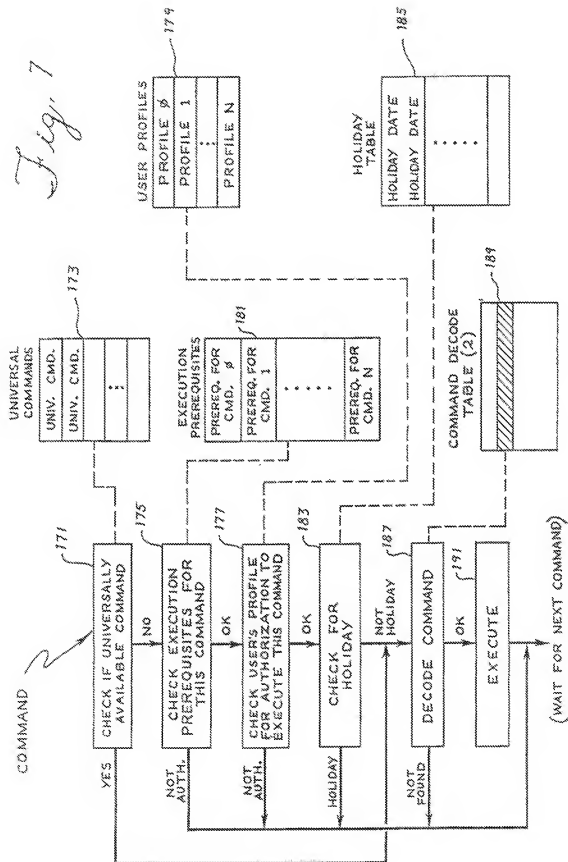 Fig. 7
COMMAND
171
CHECK IF UNIVERSALLY
AVAILABLE COMMAND
YES
NO
175
CHECK EXECUTION
PREREQUISITES FOR
THIS COMMAND
NOT
AUTH.
OK
177
CHECK USER'S PROFILE
FOR AUTHORIZATION TO
EXECUTE THIS COMMAND
NOT
AUTH.
OK
183
CHECK FOR
HOLIDAY
HOLIDAY
NOT
HOLIDAY
187
DECODE COMMAND
NOT
FOUND
OK
191
EXECUTE
(WAIT FOR NEXT COMMAND)
UNIVERSAL
COMMANDS
UNIV. CMD.
UNIV. CMD.
173
EXECUTION
PREREQUISITES
PREREQ. FOR
CMD. Ø
181
PREREQ. FOR
CMD. 1
PREREQ. FOR
CMD. N
COMMAND DECODE
TABLE (2)
189
USER PROFILES
PROFILE Ø
PROFILE 1
PROFILE N
179
HOLIDAY
TABLE
HOLIDAY DATE
HOLIDAY DATE
185